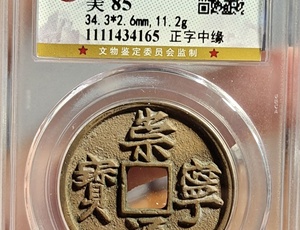 美 85
34.3*2.6mm,11.2g
1111434165 正字中缘
文物鉴定委员会监制
崇
寳 寧
通